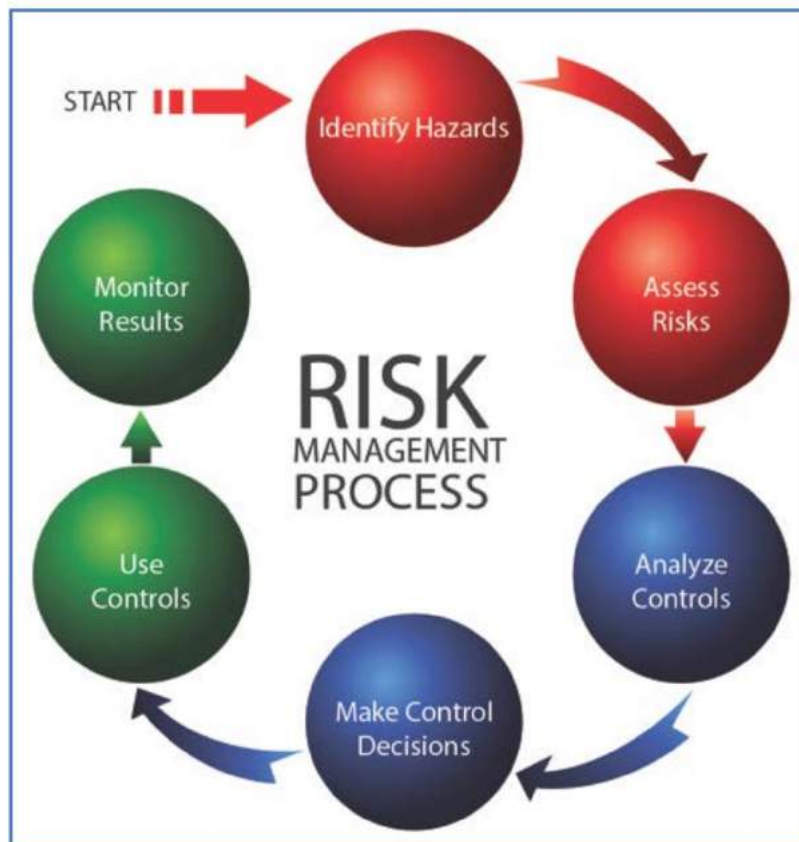 START
Identify Hazards
Assess
Risks
Analyze
Controls
Make Control
Decisions
Use
Controls
Monitor
Results
RISK
MANAGEMENT
PROCESS